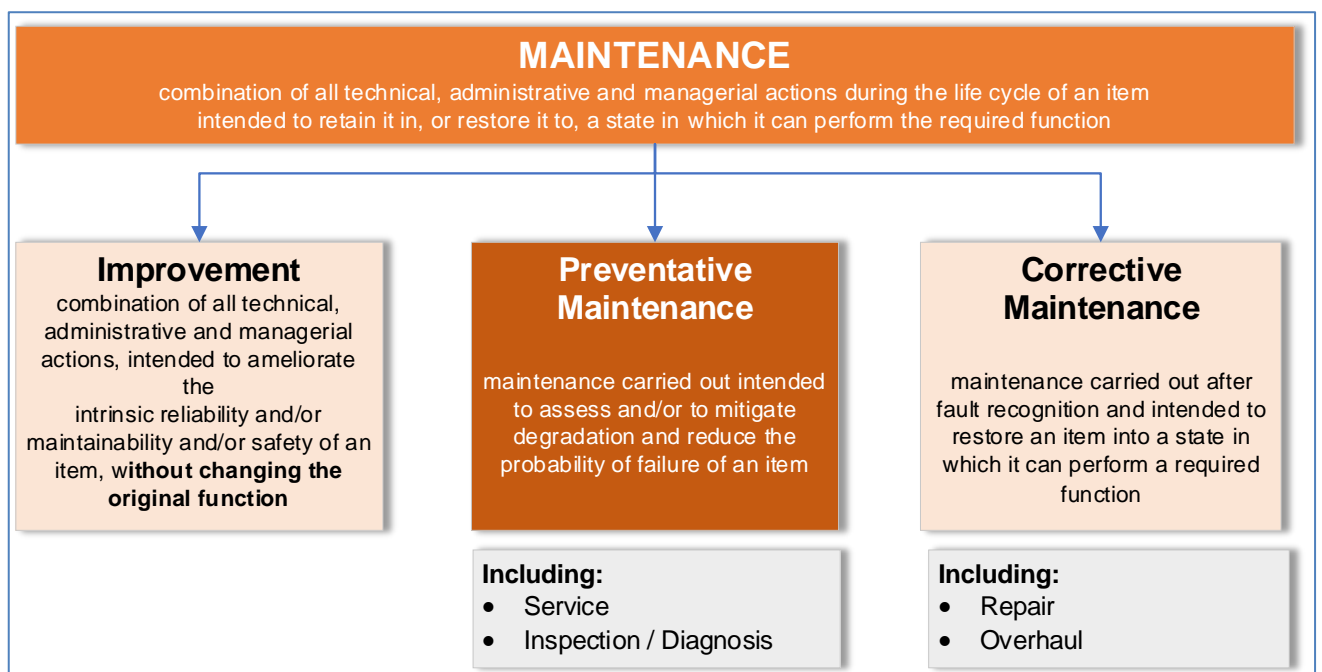 MAINTENANCE
combination of all technical, administrative and managerial actions during the life cycle of an item
intended to retain it in, or restore it to, a state in which it can perform the required function
Improvement
combination of all technical,
administrative and managerial
actions, intended to ameliorate
the
intrinsic reliability and/or
maintainability and/or safety of an
item, without changing the
original function
Preventative
Maintenance
maintenance carried out intended
to assess and/or to mitigate
degradation and reduce the
probability of failure of an item
Including:
• Service
• Inspection / Diagnosis
Corrective
Maintenance
maintenance carried out after
fault recognition and intended to
restore an item into a state in
which it can perform a required
function
Including:
• Repair
• Overhaul